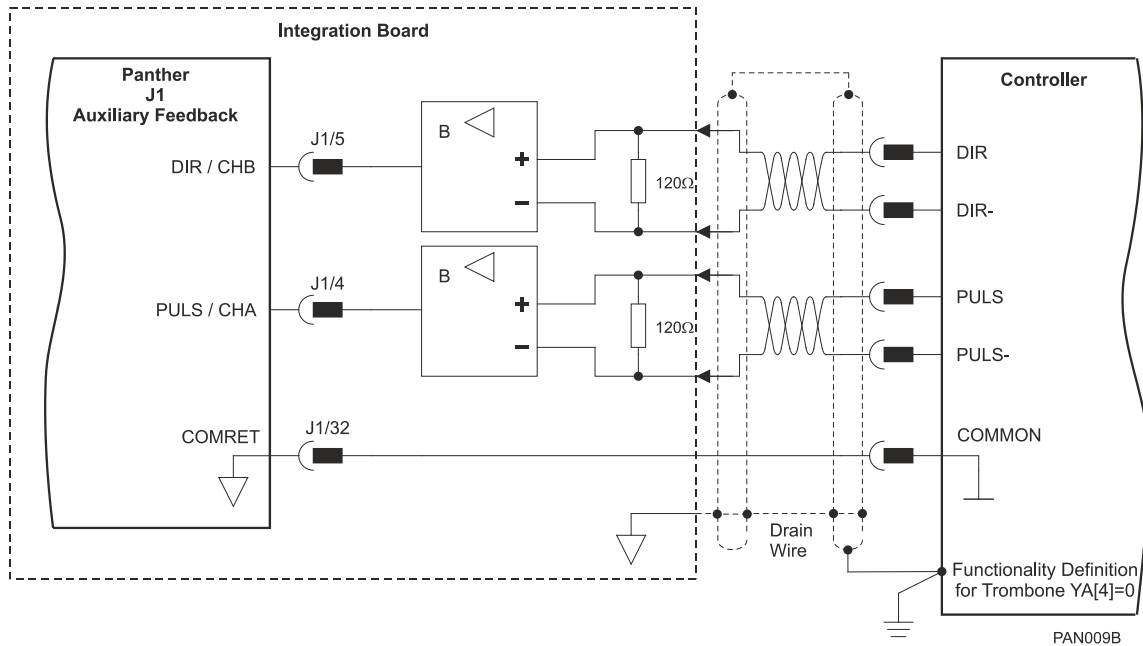 Integration Board
Panther
J1
Auxiliary Feedback
Controller
J1/5
B
+
-
120Ω
DIR / CHB
DIR
DIR-
J1/4
B
+
-
120Ω
PULS / CHA
PULS
PULS-
J1/32
COMRET
COMMON
Drain
Wire
Functionality Definition
for Trombone YA[4]=0
PAN009B